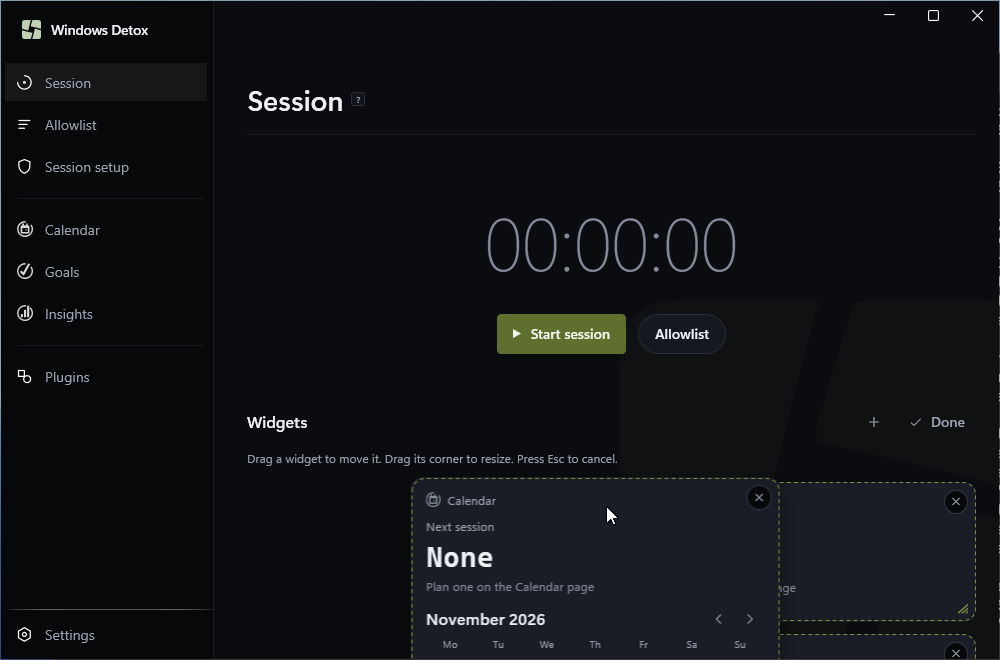 Windows Detox
Session
Allowlist
Session setup
Calendar
Goals
Insights
Plugins
Settings
Session ?
00:00:00
Start session
Allowlist
Widgets
Done
Drag a widget to move it. Drag its corner to resize. Press Esc to cancel.
Calendar
Next session
None
Plan one on the Calendar page
November 2026
Mo Tu We Th Fr Sa Su